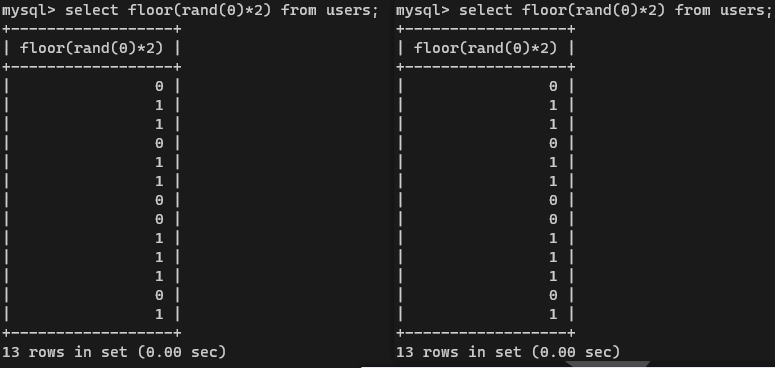 mysql> select floor(rand(0)*2) from users;
+------------------+
| floor(rand(0)*2) |
+------------------+
|                0 |
|                1 |
|                1 |
|                0 |
|                1 |
|                1 |
|                0 |
|                0 |
|                1 |
|                1 |
|                1 |
|                0 |
|                1 |
+------------------+
13 rows in set (0.00 sec)
mysql> select floor(rand(0)*2) from users;
+------------------+
| floor(rand(0)*2) |
+------------------+
|                0 |
|                1 |
|                1 |
|                0 |
|                1 |
|                1 |
|                0 |
|                0 |
|                1 |
|                1 |
|                1 |
|                0 |
|                1 |
+------------------+
13 rows in set (0.00 sec)